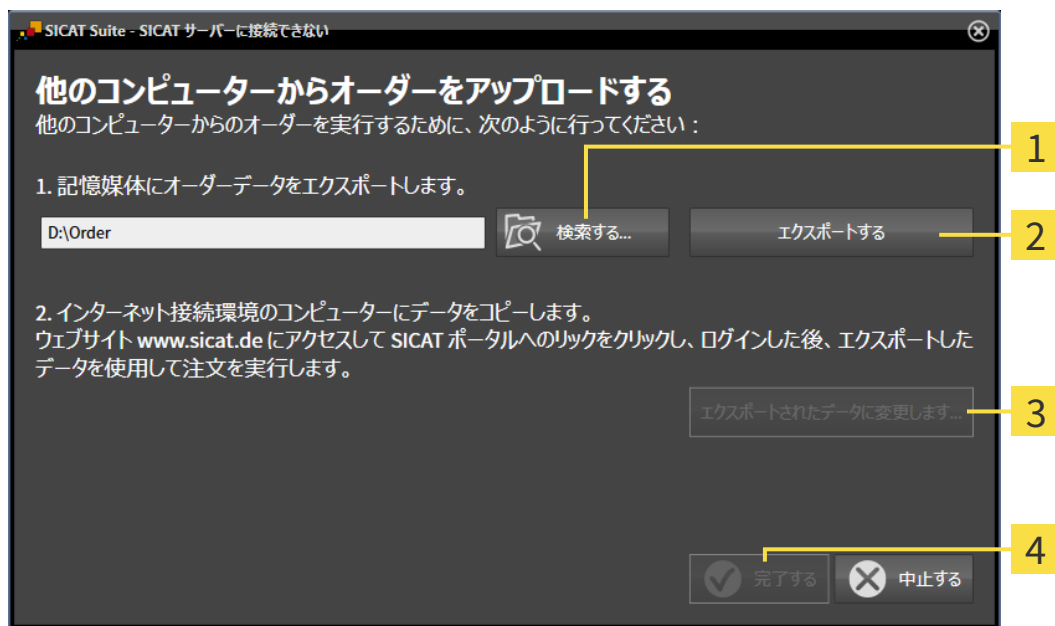 SICAT Suite - SICAT サーバーに接続できない
他のコンピューターからオーダーをアップロードする
他のコンピューターからのオーダーを実行するために、次のように行ってください：
1
1. 記憶媒体にオーダーデータをエクスポートします。
D:\Order
検索する...
エクスポートする
2
2. インターネット接続環境のコンピューターにデータをコピーします。
ウェブサイト www.sicat.de にアクセスして SICAT ポータルへのリックをクリックし、ログインした後、エクスポートした
データを使用して注文を実行します。
エクスポートされたデータに変更します...
3
4
完了する
中止する